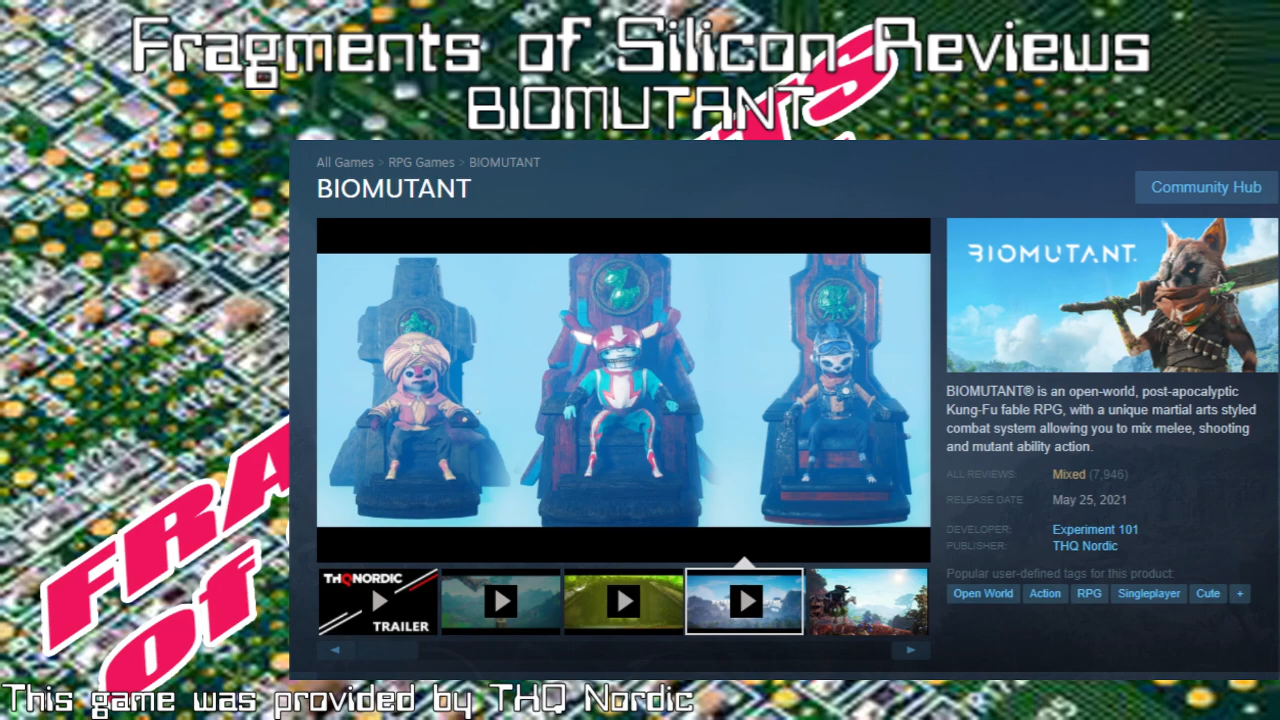 Fragments of Silicon Reviews
BIOMUTANT
All Games > RPG Games > BIOMUTANT
BIOMUTANT
Community Hub
BIOMUTANT
BIOMUTANT® is an open-world, post-apocalyptic
Kung-Fu fable RPG, with a unique martial arts styled
combat system allowing you to mix melee, shooting
and mutant ability action.
ALL REVIEWS: Mixed (7,946)
RELEASE DATE: May 25, 2021
DEVELOPER: Experiment 101
PUBLISHER: THQ Nordic
Popular user-defined tags for this product:
Open World Action RPG Singleplayer Cute +
THQNORDIC
TRAILER
FRA
of
This game was provided by THQ Nordic